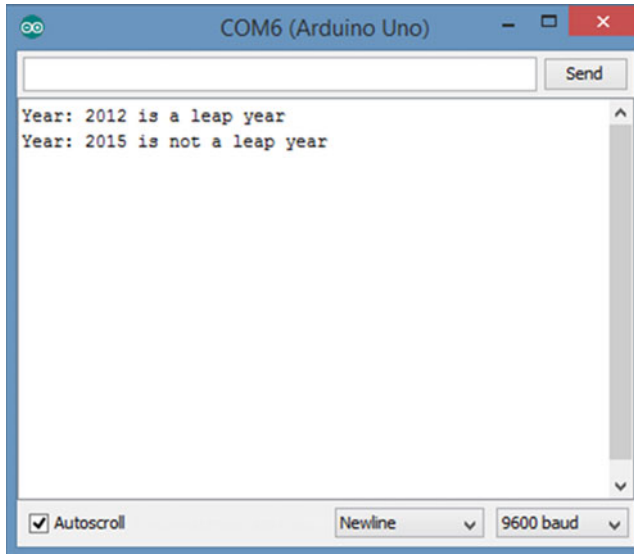 COM6 (Arduino Uno)
Send
Year: 2012 is a leap year
Year: 2015 is not a leap year
Autoscroll
Newline
9600 baud